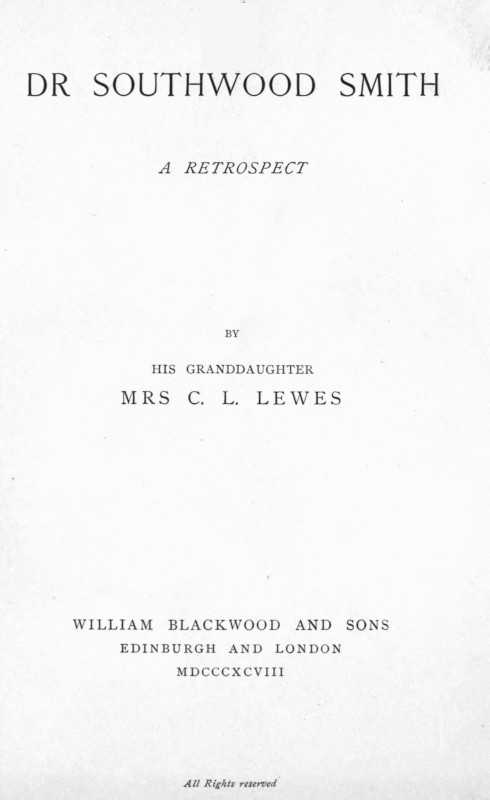 DR SOUTHWOOD SMITH
A RETROSPECT
BY
HIS GRANDDAUGHTER
MRS C. L. LEWES
WILLIAM BLACKWOOD AND SONS
EDINBURGH AND LONDON
MDCCCXCVIII
All Rights reserved